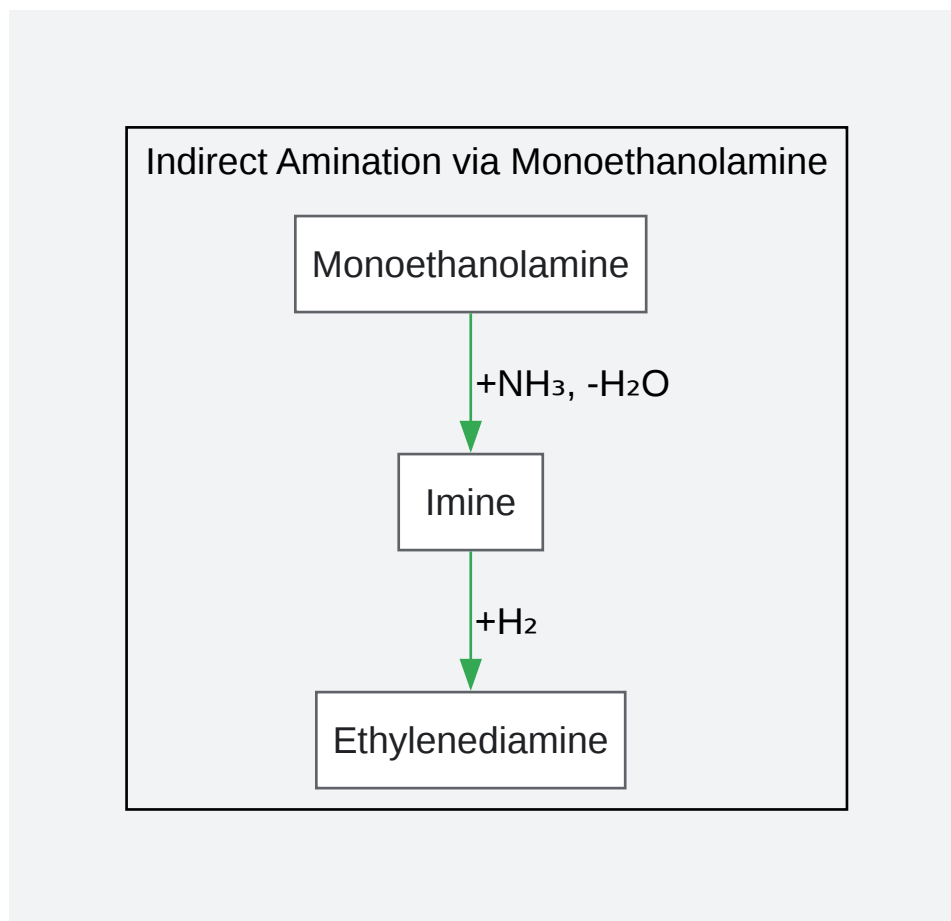 Indirect Amination via Monoethanolamine
Monoethanolamine
+NH₃, -H₂O
Imine
+H₂
Ethylenediamine